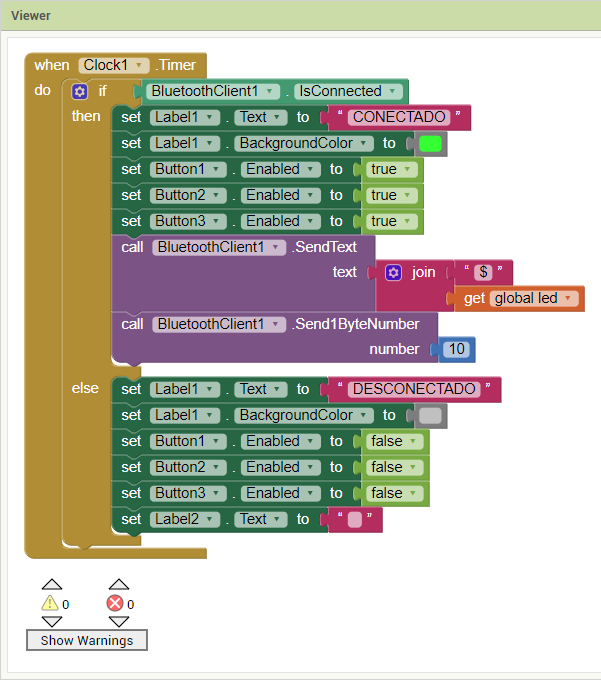 Viewer
when Clock1 .Timer
do if BluetoothClient1 . IsConnected
then set Label1 . Text to " CONECTADO "
set Label1 . BackgroundColor to
set Button1 . Enabled to true
set Button2 . Enabled to true
set Button3 . Enabled to true
call BluetoothClient1 .SendText
text join " $ "
get global led
call BluetoothClient1 .Send1ByteNumber
number 10
else set Label1 . Text to " DESCONECTADO "
set Label1 . BackgroundColor to
set Button1 . Enabled to false
set Button2 . Enabled to false
set Button3 . Enabled to false
set Label2 . Text to " "
0 0
Show Warnings